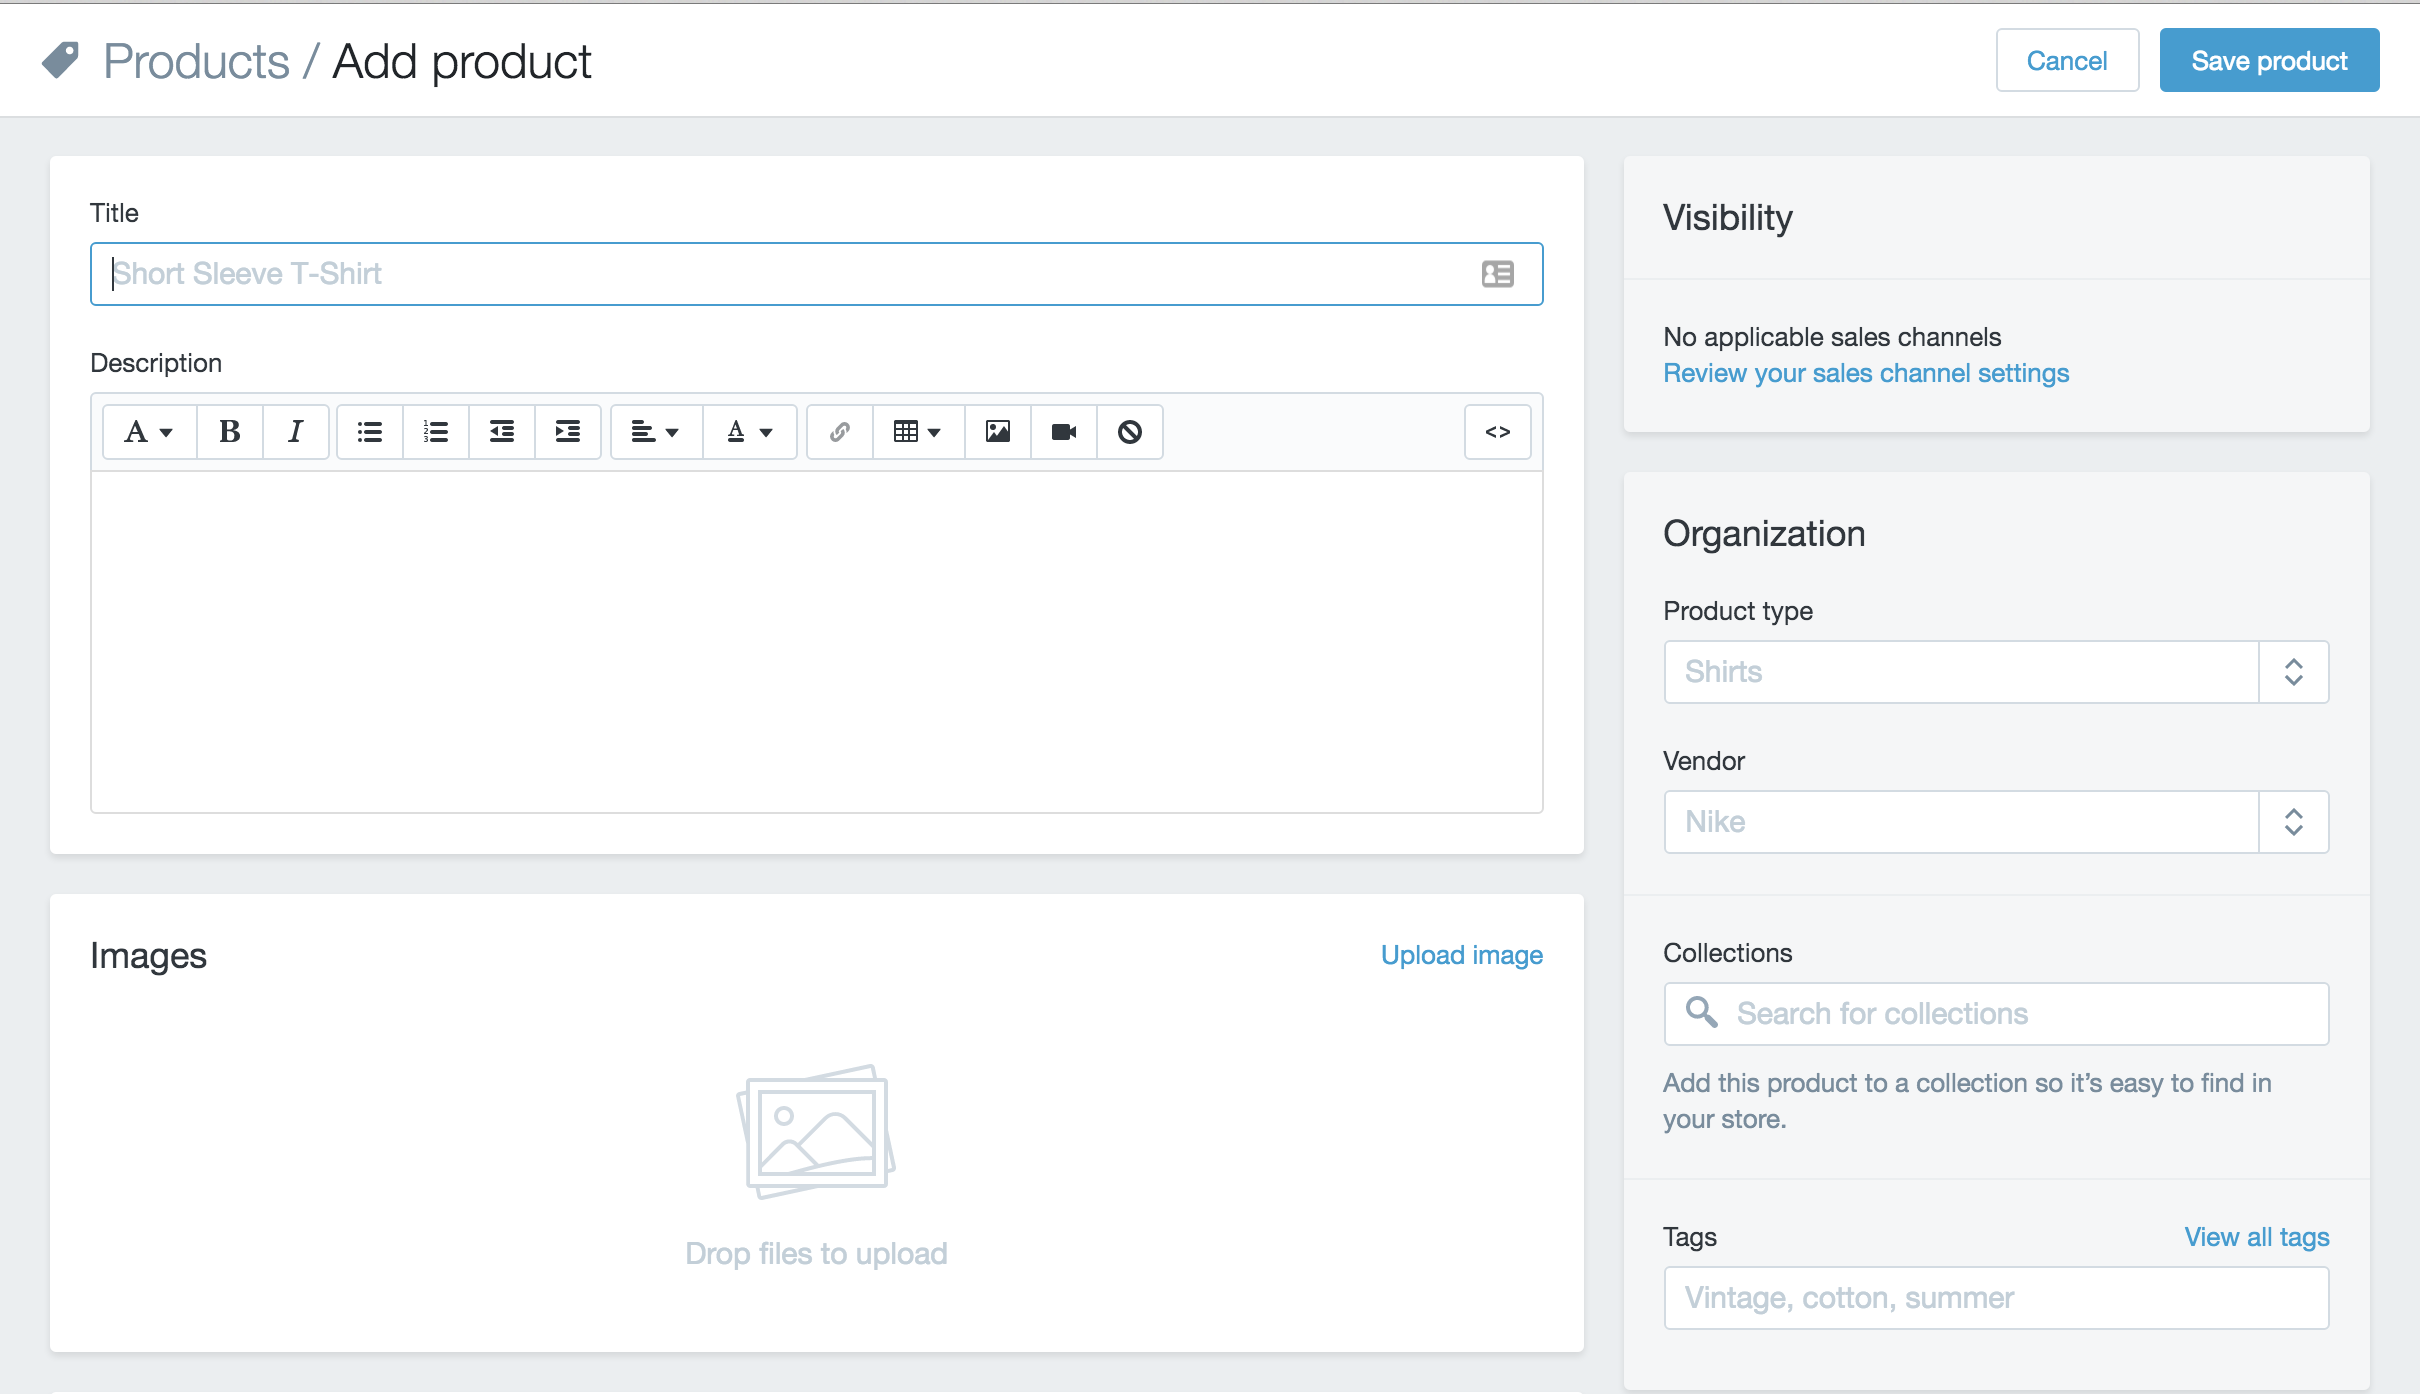 Products / Add product
Cancel
Save product
Title
Short Sleeve T-Shirt
Description
A
B
I
1
2
3
A
<>
Images
Upload image
Drop files to upload
Visibility
No applicable sales channels
Review your sales channel settings
Organization
Product type
Shirts
Vendor
Nike
Collections
Search for collections
Add this product to a collection so it’s easy to find in
your store.
Tags
View all tags
Vintage, cotton, summer